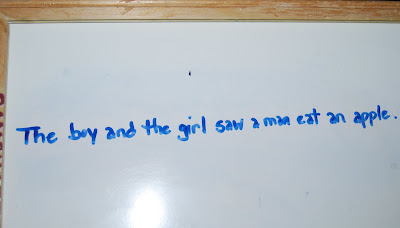 The boy and the girl saw a man eat an apple.